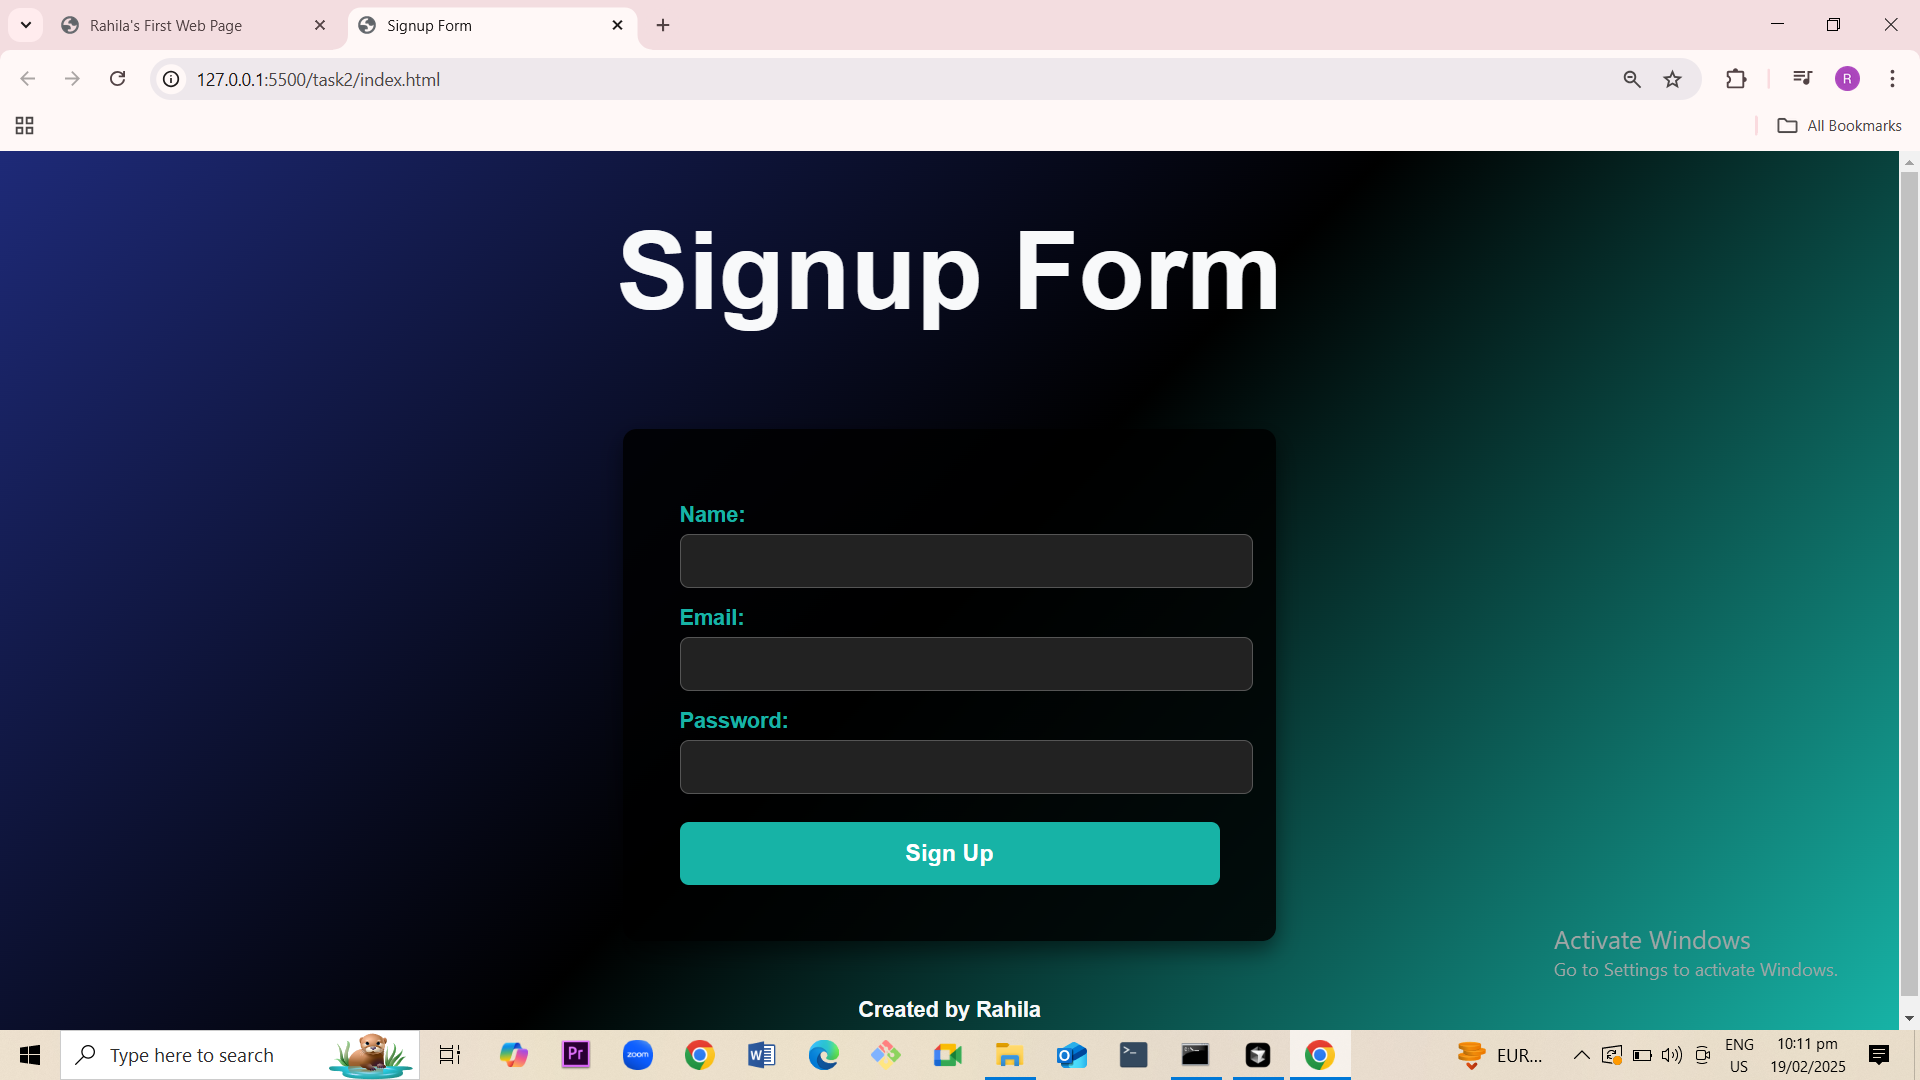 Rahila's First Web Page
Signup Form
127.0.0.1:5500/task2/index.html
R
All Bookmarks
Signup Form
Name:
Email:
Password:
Sign Up
Activate Windows
Go to Settings to activate Windows.
Created by Rahila
Type here to search
Pr
zoom
EUR...
ENG
US
10:11 pm
19/02/2025